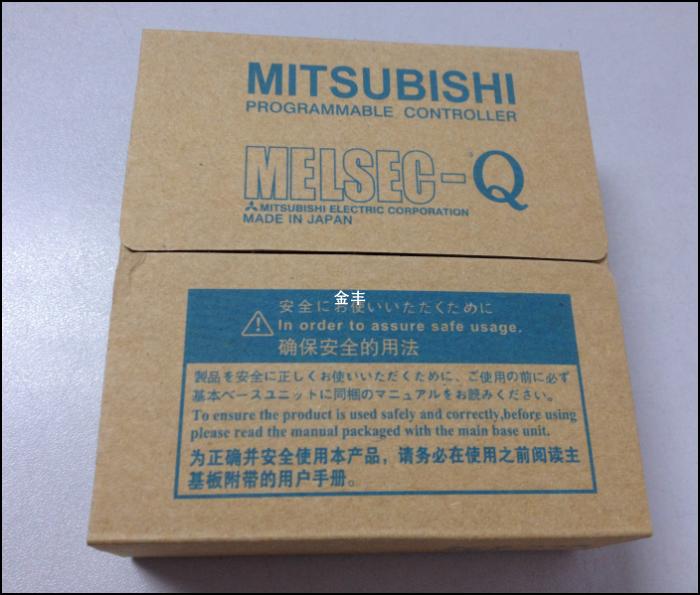 MITSUBISHI
PROGRAMMABLE CONTROLLER
MELSEC-Q
MITSUBISHI ELECTRIC CORPORATION
MADE IN JAPAN
金丰
安全にお使いいただくために
In order to assure safe usage.
确保安全的用法
製品を安全に正しくお使いいただくために、ご使用の前に必ず
基本ベースユニットに同梱のマニュアルをお読みください。
To ensure the product is used safely and correctly,before using
please read the manual packaged with the main base unit.
为正确并安全使用本产品，请务必在使用之前阅读主
基板附带的用户手册。